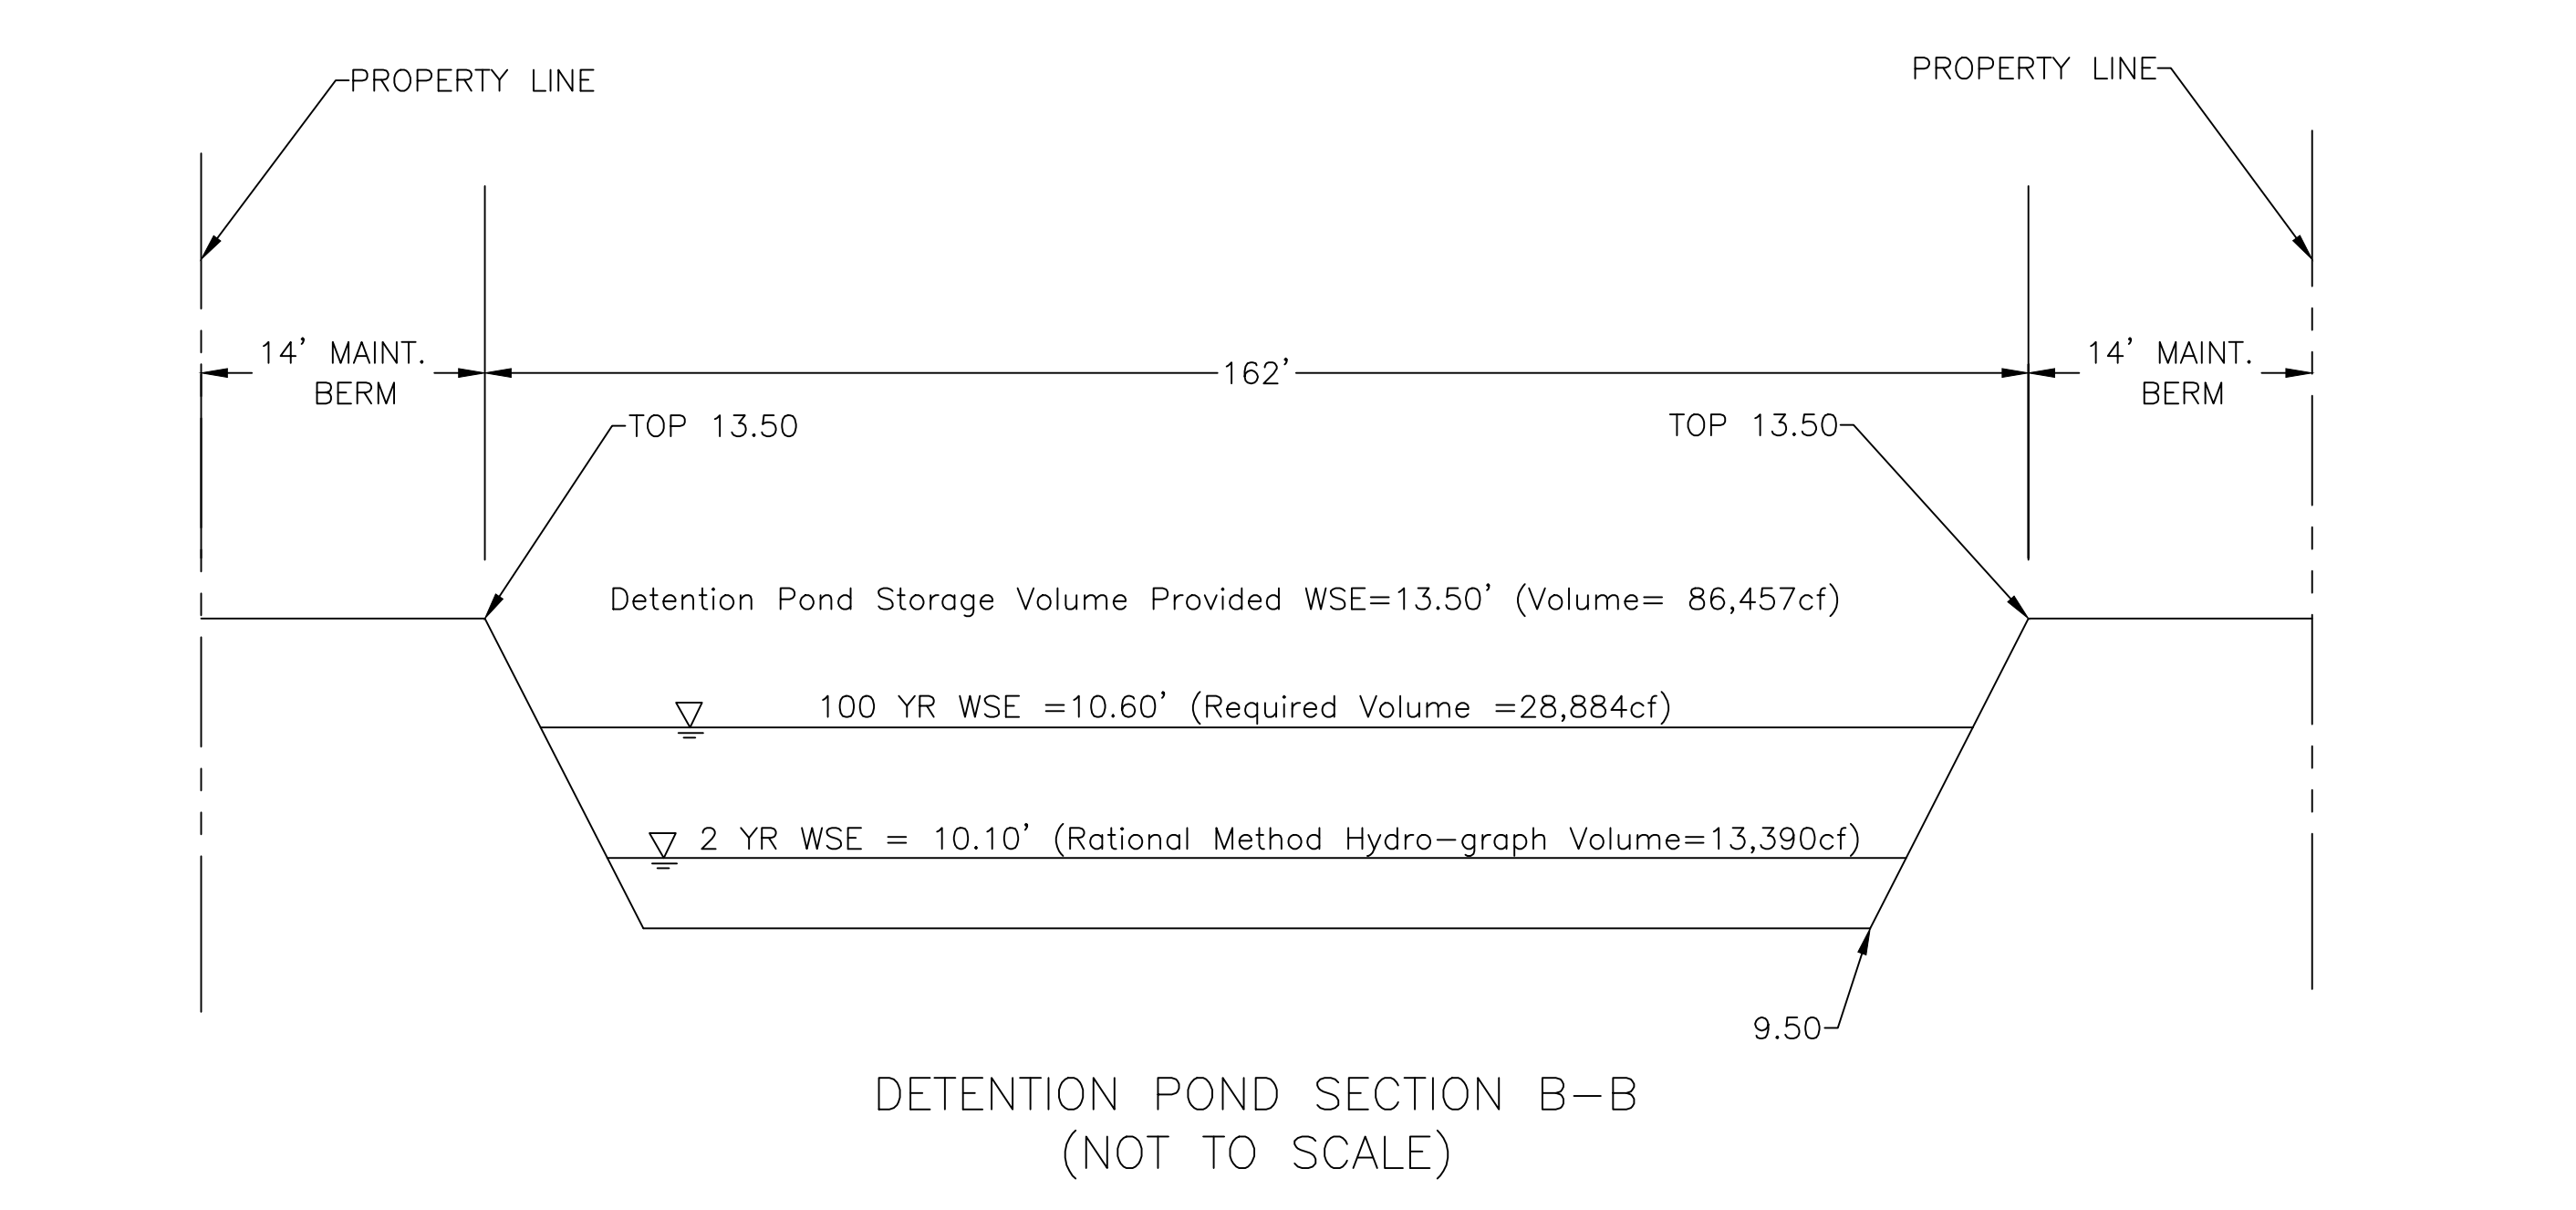 PROPERTY LINE
PROPERTY LINE
14' MAINT.
BERM
162'
14' MAINT.
BERM
TOP 13.50
TOP 13.50
Detention Pond Storage Volume Provided WSE=13.50' (Volume= 86,457cf)
100 YR WSE =10.60' (Required Volume =28,884cf)
2 YR WSE = 10.10' (Rational Method Hydro-graph Volume=13,390cf)
9.50
DETENTION POND SECTION B-B
(NOT TO SCALE)